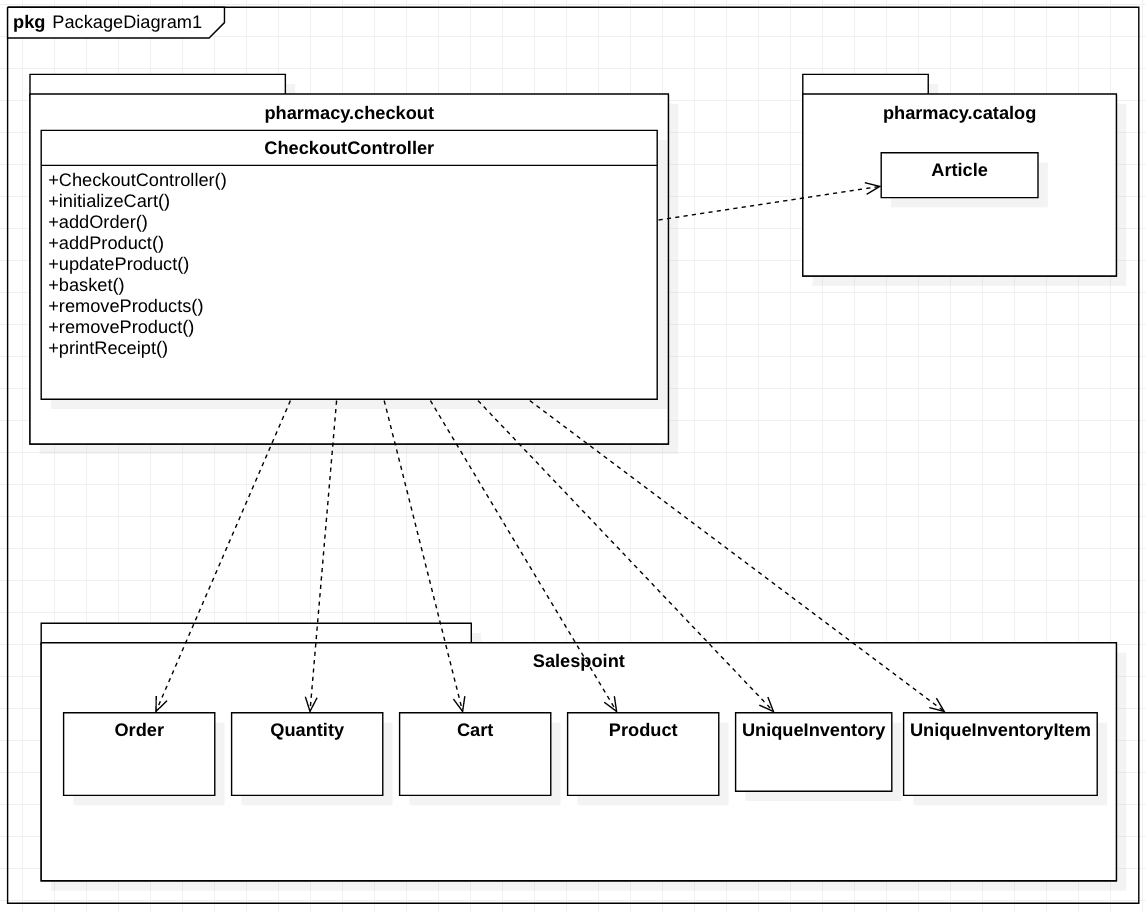 pkg PackageDiagram1
pharmacy.checkout
CheckoutController
+CheckoutController()
+initializeCart()
+addOrder()
+addProduct()
+updateProduct()
+basket()
+removeProducts()
+removeProduct()
+printReceipt()
pharmacy.catalog
Article
Salespoint
Order
Quantity
Cart
Product
UniqueInventory
UniqueInventoryItem